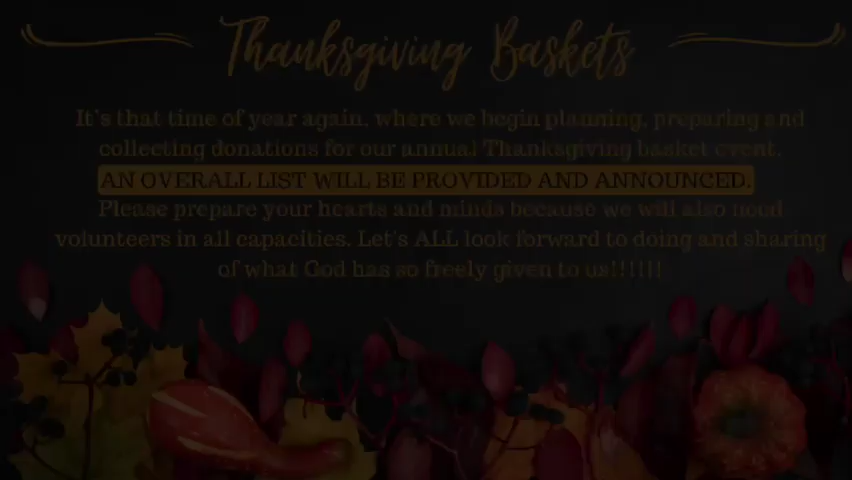 Thanksgiving Baskets
It's that time of year again, where we begin planning, preparing and
collecting donations for our annual Thanksgiving basket event.
AN OVERALL LIST WILL BE PROVIDED AND ANNOUNCED.
Please prepare your hearts and minds because we will also need
volunteers in all capacities. Let's ALL look forward to doing and sharing
of what God has so freely given to us!!!!!!